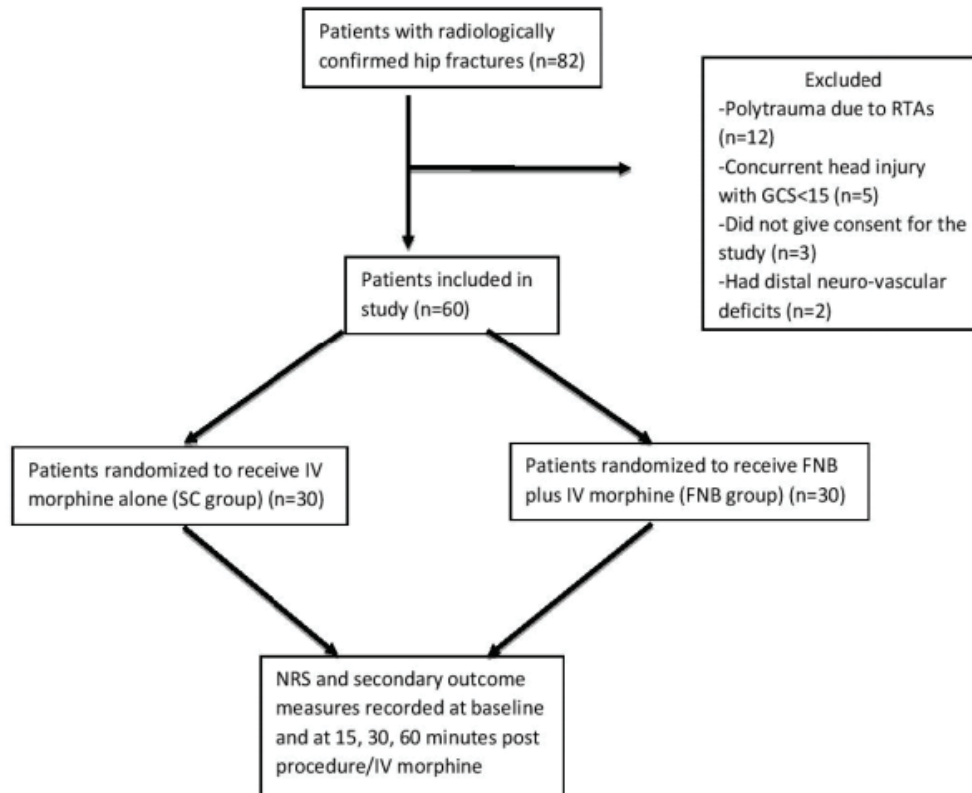 Patients with radiologically
confirmed hip fractures (n=82)
Excluded
-Polytrauma due to RTAs
(n=12)
-Concurrent head injury
with GCS<15 (n=5)
-Did not give consent for the
study (n=3)
-Had distal neuro-vascular
deficits (n=2)
Patients included in
study (n=60)
Patients randomized to receive IV
morphine alone (SC group) (n=30)
Patients randomized to receive FNB
plus IV morphine (FNB group) (n=30)
NRS and secondary outcome
measures recorded at baseline
and at 15, 30, 60 minutes post
procedure/IV morphine